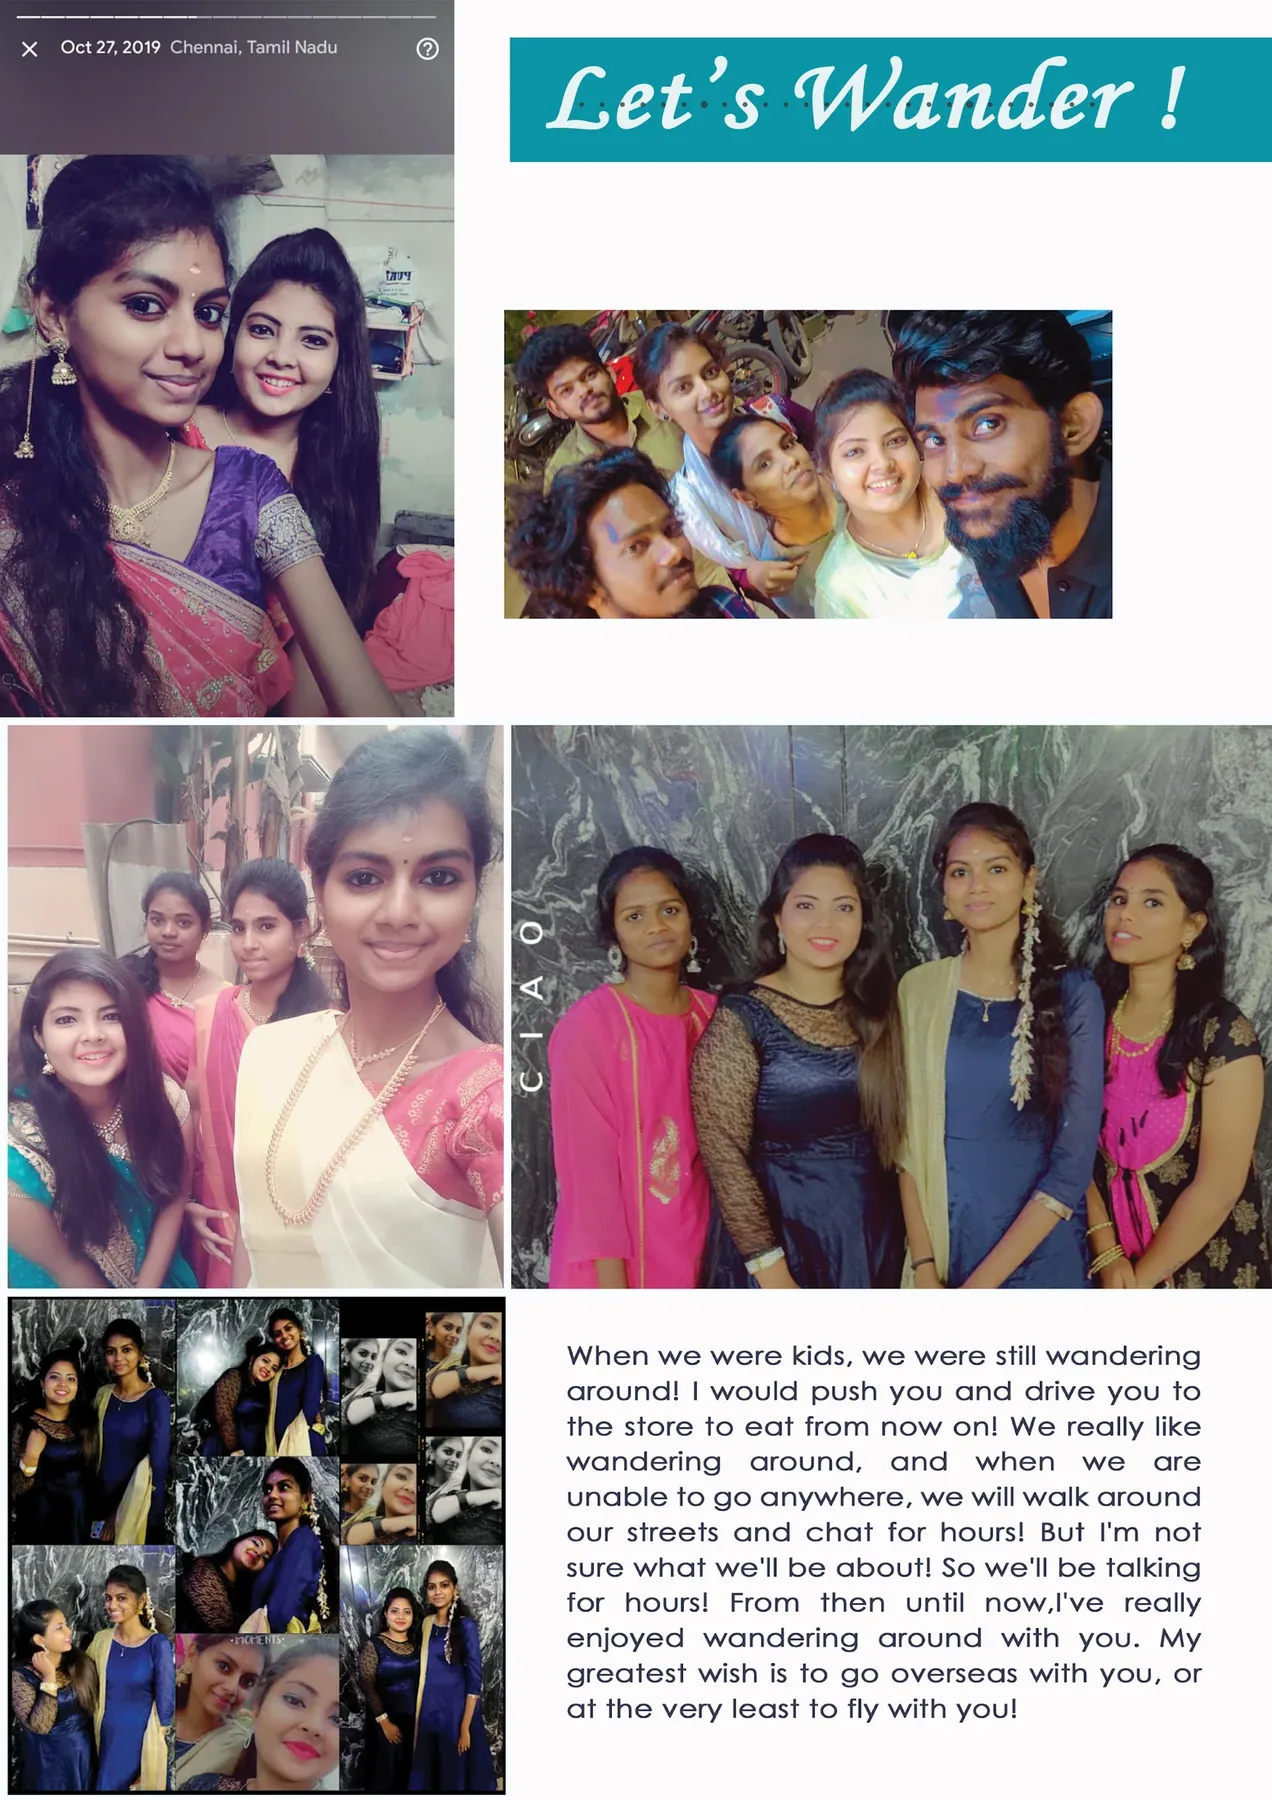 Oct 27, 2019 Chennai, Tamil Nadu
Let's Wander !
CIAO
•MOMENTS•
When we were kids, we were still wandering
around! I would push you and drive you to
the store to eat from now on! We really like
wandering around, and when we are
unable to go anywhere, we will walk around
our streets and chat for hours! But I'm not
sure what we'll be about! So we'll be talking
for hours! From then until now,I've really
enjoyed wandering around with you. My
greatest wish is to go overseas with you, or
at the very least to fly with you!